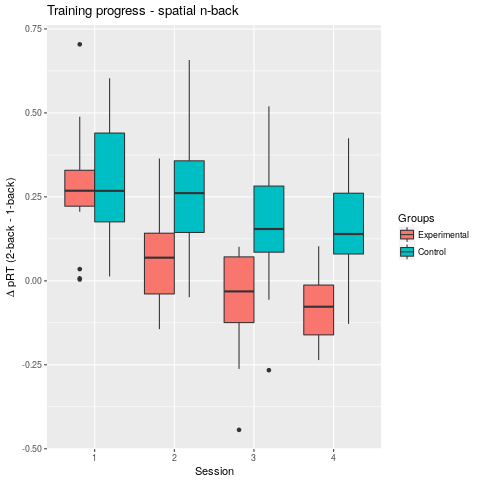 Training progress - spatial n-back
Δ pRT (2-back - 1-back)
0.75
0.50
0.25
0.00
-0.25
-0.50
1 2 3 4
Session
Groups
Experimental
Control